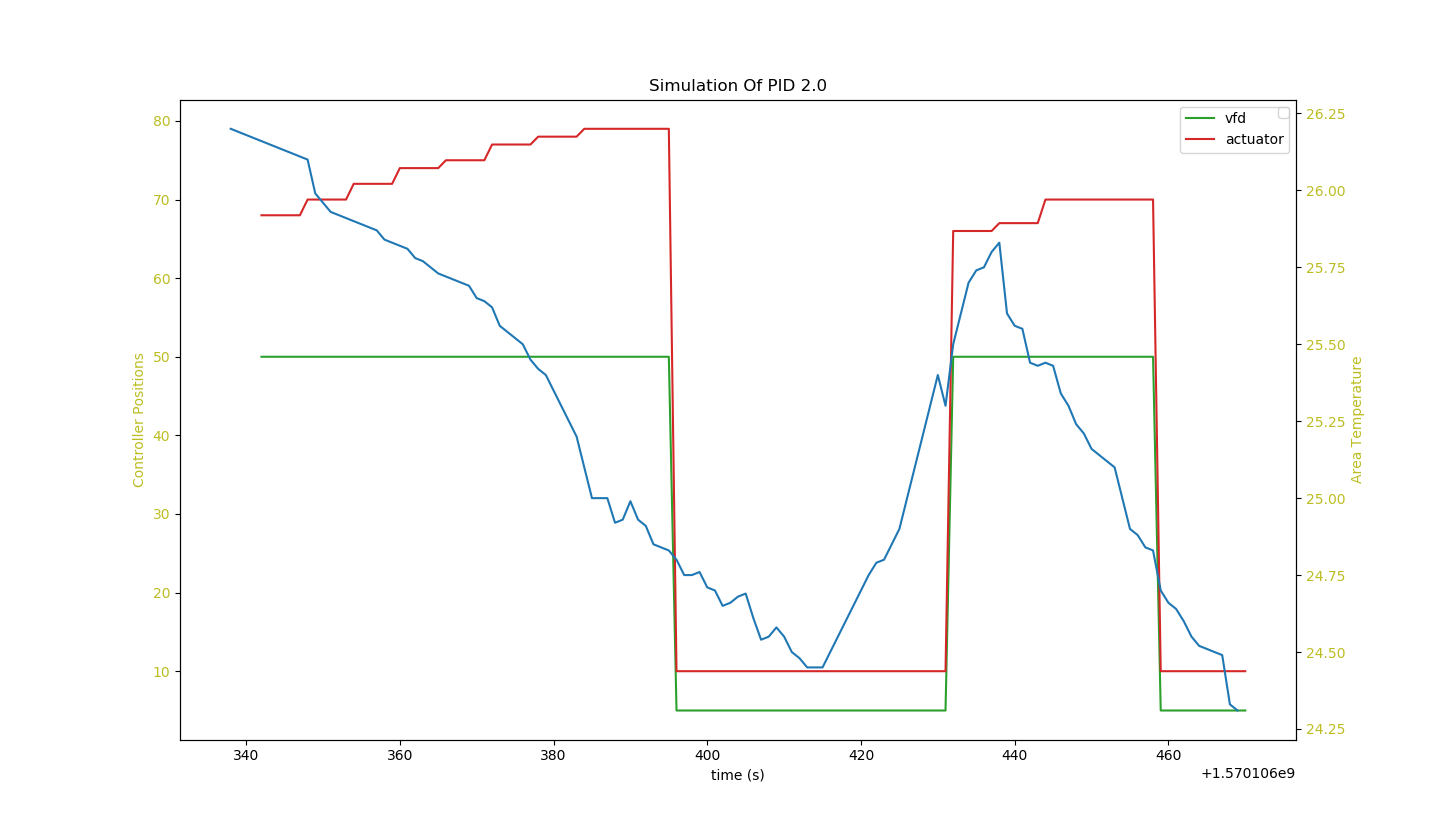 Simulation Of PID 2.0
vfd
actuator
80
70
60
50
40
30
20
10
Controller Positions
26.25
26.00
25.75
25.50
25.25
25.00
24.75
24.50
24.25
Area Temperature
340 360 380 400 420 440 460
+1.570106e9
time (s)